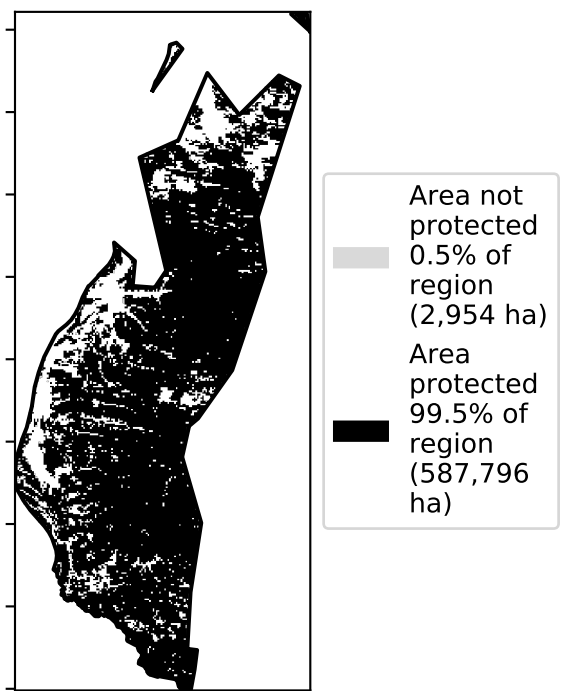 Area not
protected
0.5% of
region
(2,954 ha)
Area
protected
99.5% of
region
(587,796
ha)